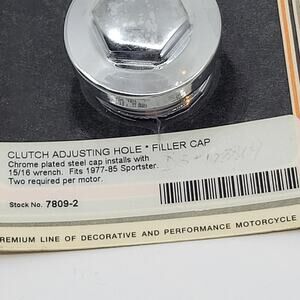 CLUTCH ADJUSTING HOLE * FILLER CAP
Chrome plated steel cap installs with
15/16 wrench. Fits 1977-85 Sportster.
Two required per motor.
Stock No. 7809-2
REMIUM LINE OF DECORATIVE AND PERFORMANCE MOTORCYCLE